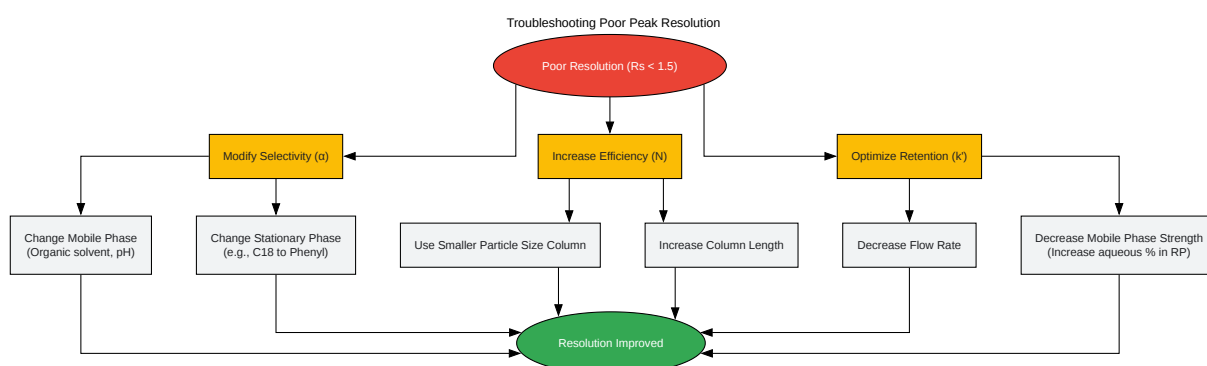 Troubleshooting Poor Peak Resolution
Poor Resolution (Rs < 1.5)
Modify Selectivity (α)
Increase Efficiency (N)
Optimize Retention (k')
Change Mobile Phase
(Organic solvent, pH)
Change Stationary Phase
(e.g., C18 to Phenyl)
Use Smaller Particle Size Column
Increase Column Length
Decrease Flow Rate
Decrease Mobile Phase Strength
(Increase aqueous % in RP)
Resolution Improved